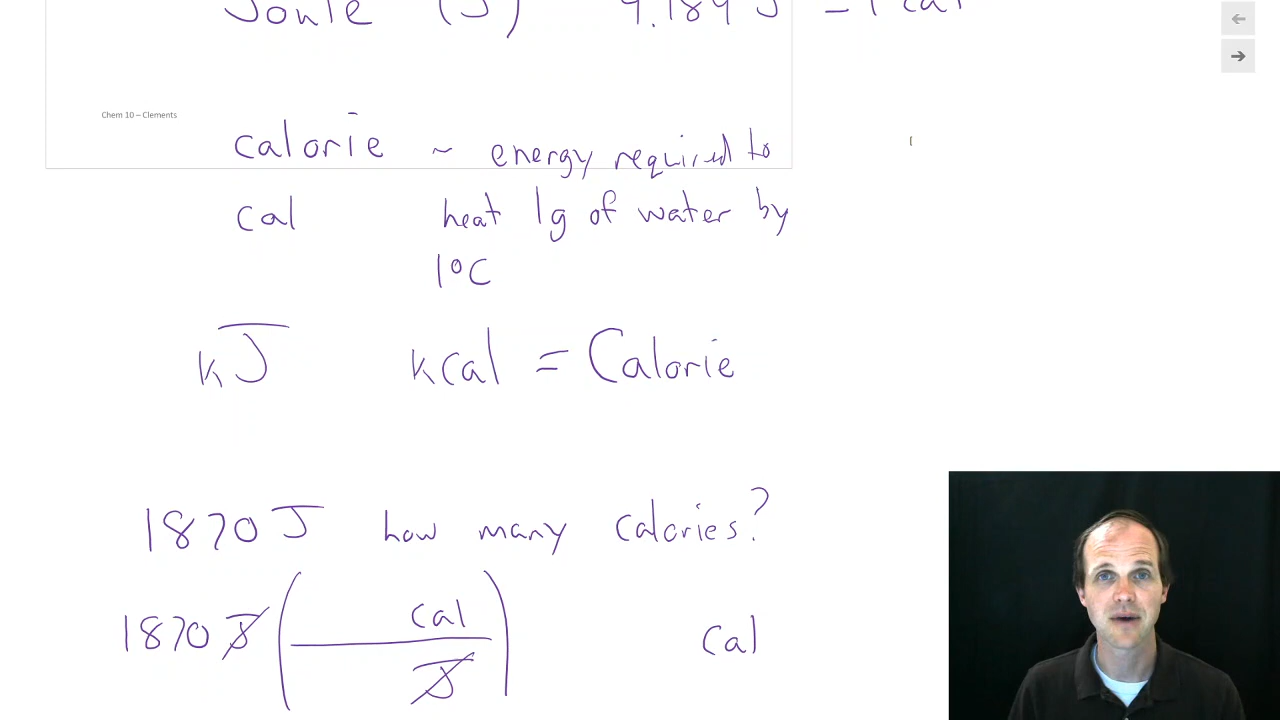 Joule (J) 4.184 J = 1 cal
Chem 10 – Clements
calorie ~ energy required to
cal heat 1g of water by
1°C
kJ kcal = Calorie
1870 J how many calories?
1870 J ( cal
J ) cal